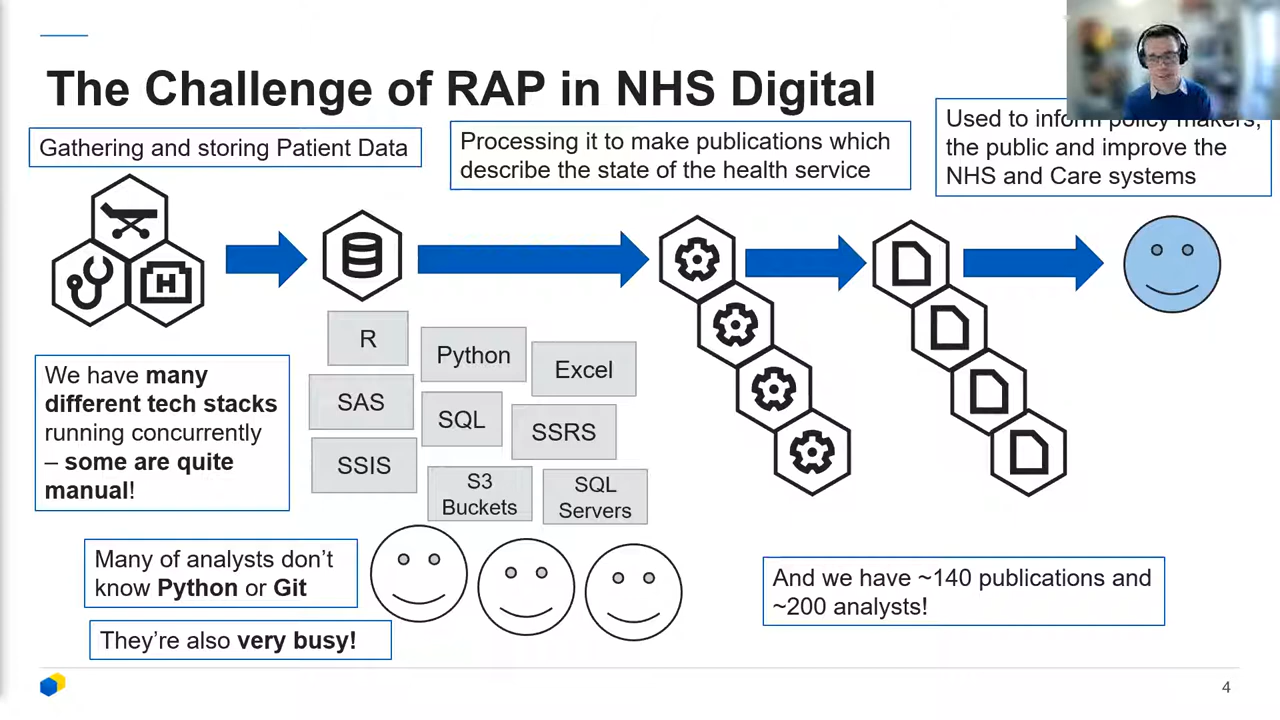 The Challenge of RAP in NHS Digital
Gathering and storing Patient Data
Processing it to make publications which
describe the state of the health service
Used to inform policy makers,
the public and improve the
NHS and Care systems
H
R
Python
Excel
SAS
SQL
SSRS
SSIS
S3
Buckets
SQL
Servers
We have many
different tech stacks
running concurrently
– some are quite
manual!
Many of analysts don’t
know Python or Git
They’re also very busy!
And we have ~140 publications and
~200 analysts!
4